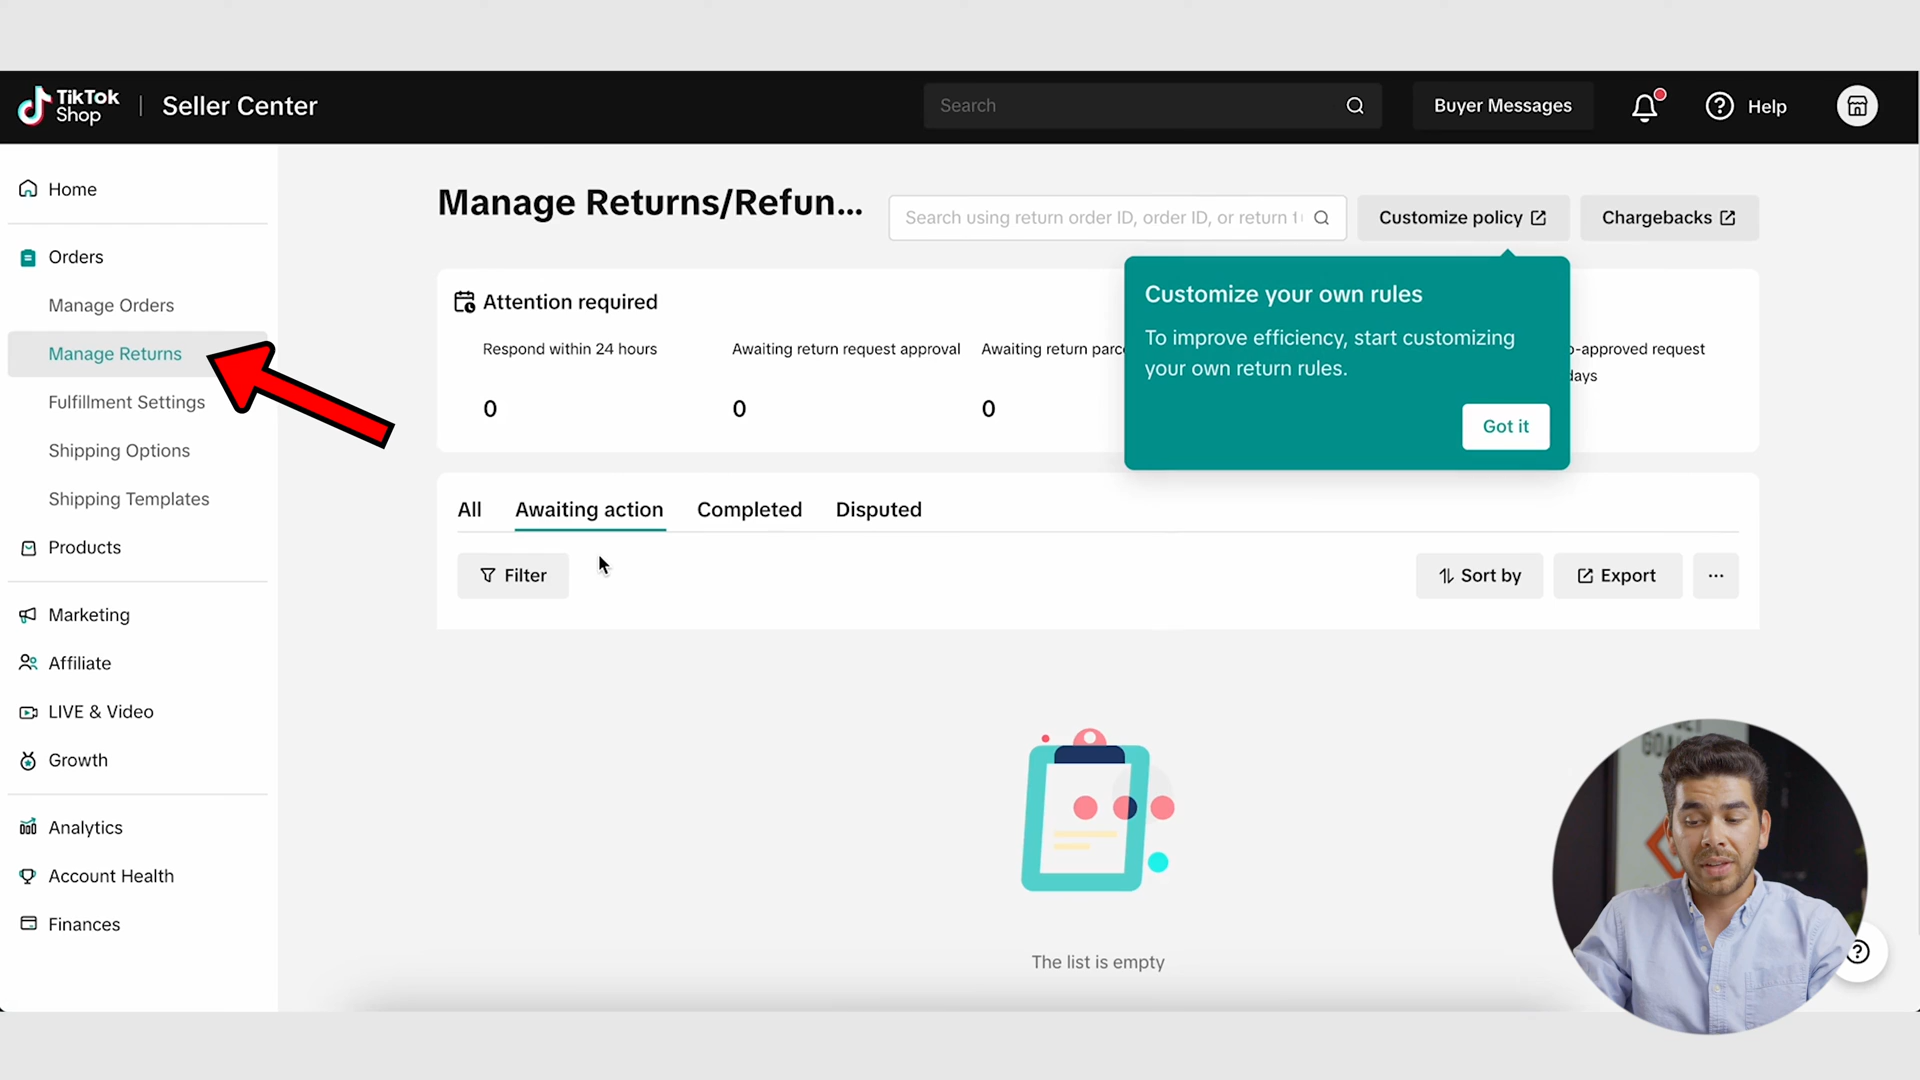 TikTok
Shop
Seller Center
Search
Buyer Messages
Help
Home
Orders
Manage Orders
Manage Returns
Fulfillment Settings
Shipping Options
Shipping Templates
Products
Marketing
Affiliate
LIVE & Video
Growth
Analytics
Account Health
Finances
Manage Returns/Refun...
Search using return order ID, order ID, or return
Customize policy
Chargebacks
Attention required
Respond within 24 hours
0
Awaiting return request approval
0
Awaiting return
0
-approved request
days
Customize your own rules
To improve efficiency, start customizing
your own return rules.
Got it
All
Awaiting action
Completed
Disputed
Filter
Sort by
Export
...
The list is empty